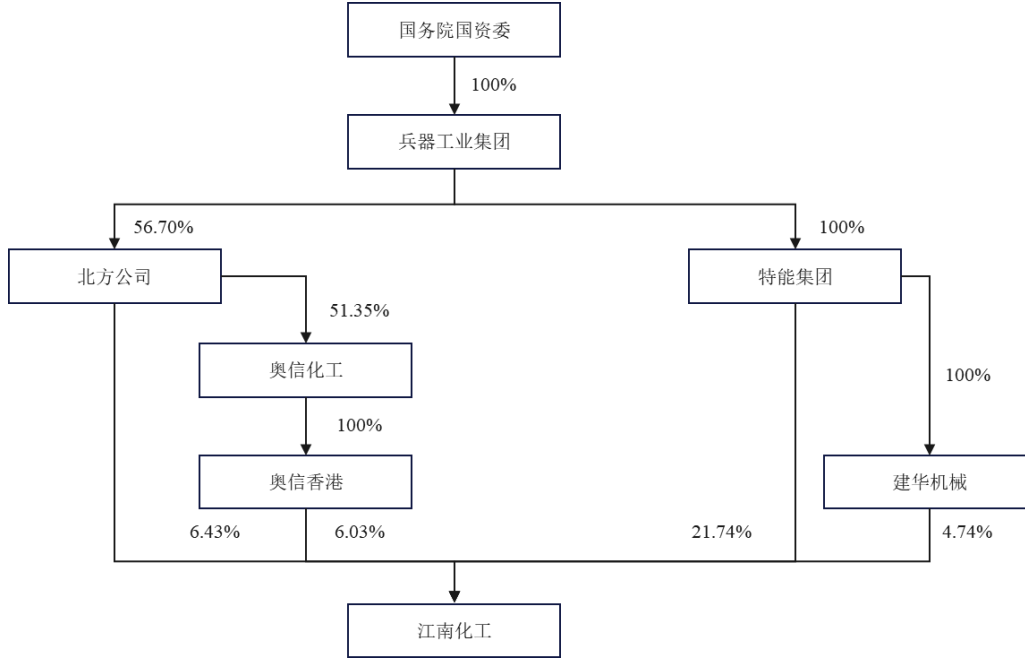 国务院国资委
100%
兵器工业集团
56.70%
100%
北方公司
特能集团
51.35%
奥信化工
100%
100%
奥信香港
建华机械
6.43%
6.03%
21.74%
4.74%
江南化工